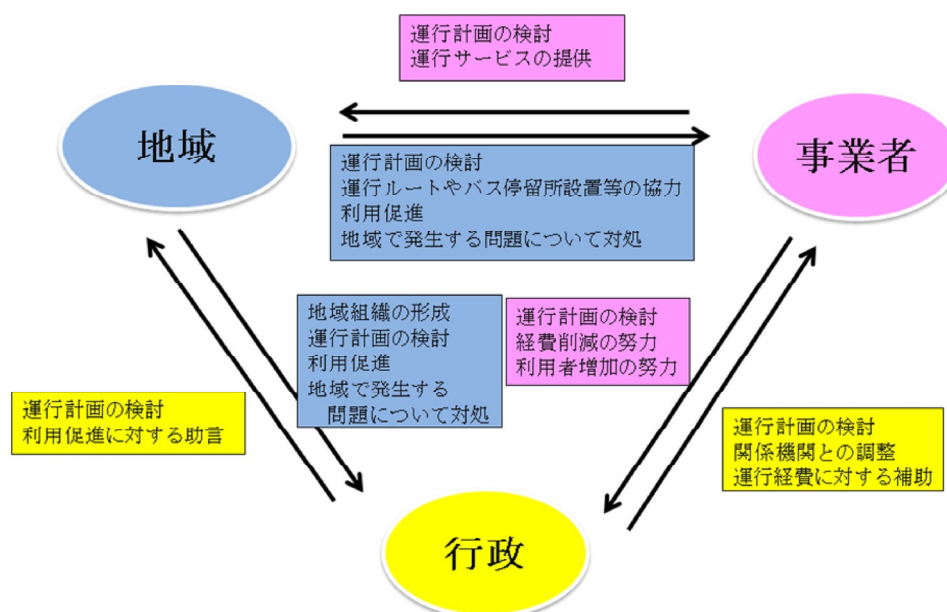 運行計画の検討
運行サービスの提供
地域
事業者
運行計画の検討
運行ルートやバス停留所設置等の協力
利用促進
地域で発生する問題について対処
地域組織の形成
運行計画の検討
利用促進
地域で発生する
問題について対処
運行計画の検討
経費削減の努力
利用者増加の努力
運行計画の検討
利用促進に対する助言
運行計画の検討
関係機関との調整
運行経費に対する補助
行政